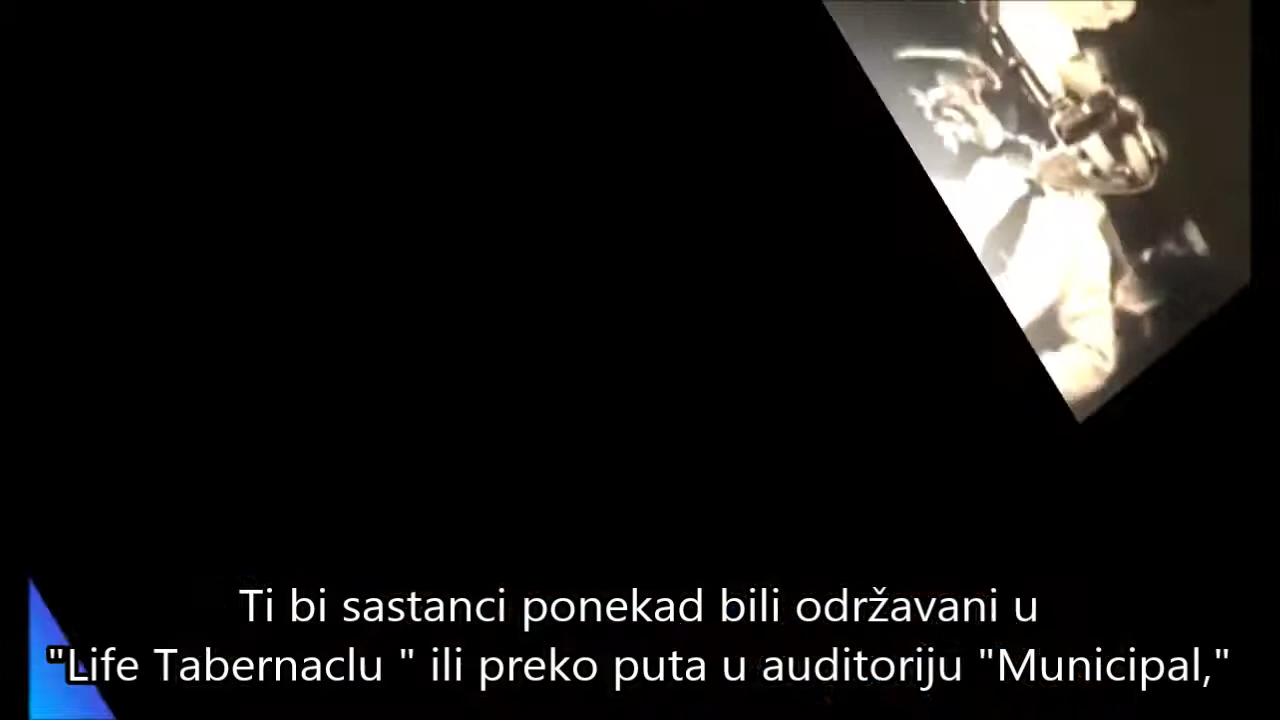 Ti bi sastanci ponekad bili održavani u
"Life Tabernaclu " ili preko puta u auditoriju "Municipal,"